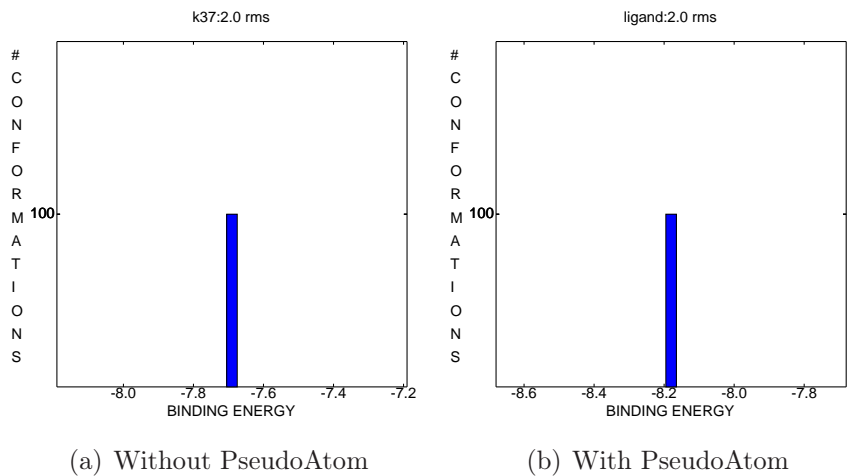 k37:2.0 rms
#
C
O
N
F
O
R
M
A
T
I
O
N
S
100
-8.0 -7.8 -7.6 -7.4 -7.2
BINDING ENERGY
(a) Without PseudoAtom
ligand:2.0 rms
#
C
O
N
F
O
R
M
A
T
I
O
N
S
100
-8.6 -8.4 -8.2 -8.0 -7.8
BINDING ENERGY
(b) With PseudoAtom